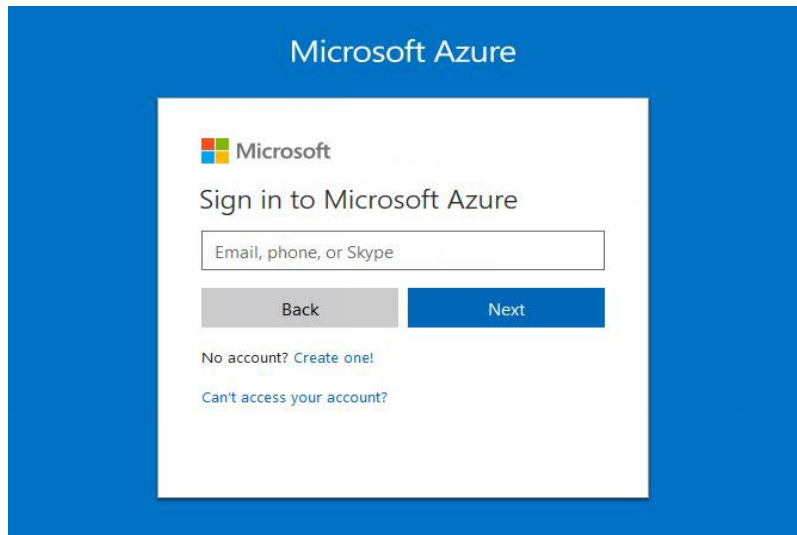 Microsoft Azure
Microsoft
Sign in to Microsoft Azure
Email, phone, or Skype
Back Next
No account? Create one!
Can't access your account?